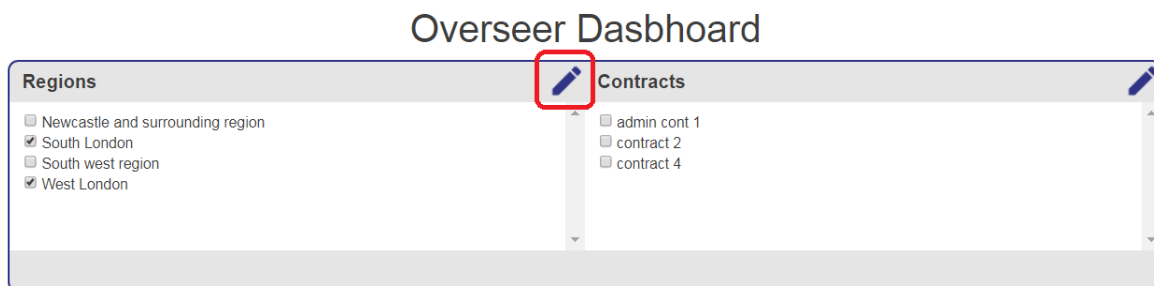 Overseer Dasbhoard
Regions
Newcastle and surrounding region
South London
South west region
West London
Contracts
admin cont 1
contract 2
contract 4